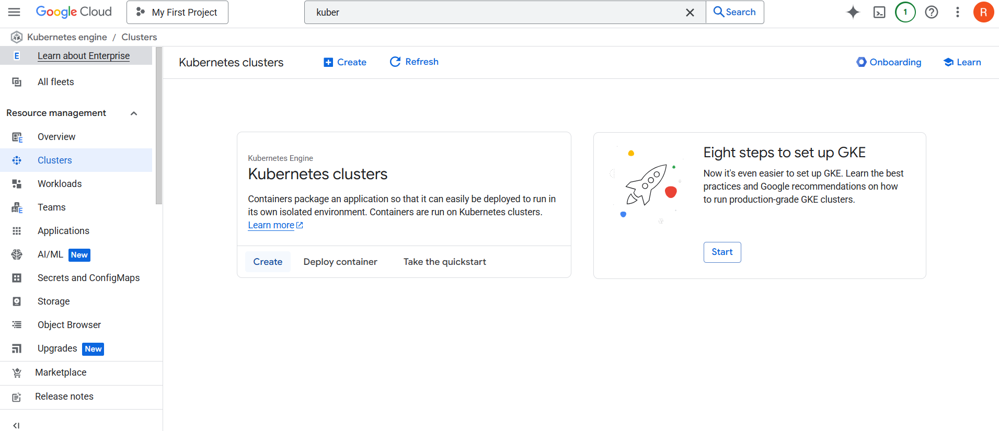 Google Cloud
My First Project
kuber
Search
1
R
Kubernetes engine / Clusters
E Learn about Enterprise
All fleets
Resource management
E Overview
Clusters
Workloads
E Teams
Applications
AI/ML New
Secrets and ConfigMaps
Storage
Object Browser
Upgrades New
Marketplace
Release notes
Kubernetes clusters
Create
Refresh
Onboarding
Learn
Kubernetes Engine
Kubernetes clusters
Containers package an application so that it can easily be deployed to run in
its own isolated environment. Containers are run on Kubernetes clusters.
Learn more
Create
Deploy container
Take the quickstart
Eight steps to set up GKE
Now it's even easier to set up GKE. Learn the best
practices and Google recommendations on how
to run production-grade GKE clusters.
Start